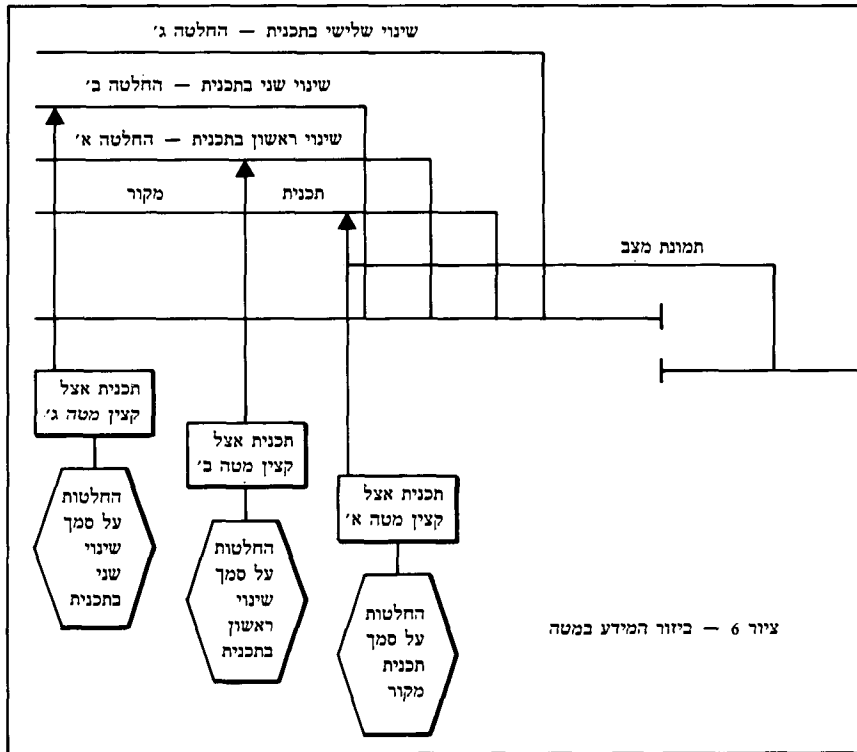 שינוי שלישי בתכנית — החלטה ג׳
שינוי שני בתכנית — החלטה ב׳
שינוי ראשון בתכנית — החלטה א׳
תכנית מקור
תמונת מצב
תכנית אצל
קצין מטה ג׳
החלטות
על סמך
שינוי
שני
בתכנית
תכנית אצל
קצין מטה ב׳
החלטות
על סמך
שינוי
ראשון
בתכנית
תכנית אצל
קצין מטה א׳
החלטות
על סמך
תכנית
מקור
ציור 6 — ביזור המידע במטה